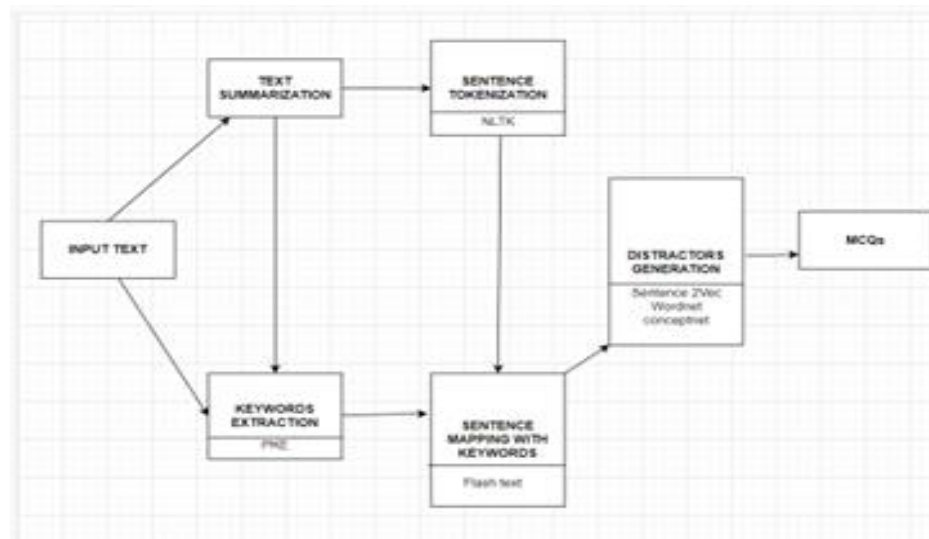 TEXT
SUMMARIZATION
SENTENCE
TOKENIZATION
NLTK
INPUT TEXT
KEYWORDS
EXTRACTION
PKE
SENTENCE
MAPPING WITH
KEYWORDS
Flash text
DISTRACTORS
GENERATION
Sentence 2Vec
Wordnet
conceptnet
MCQs